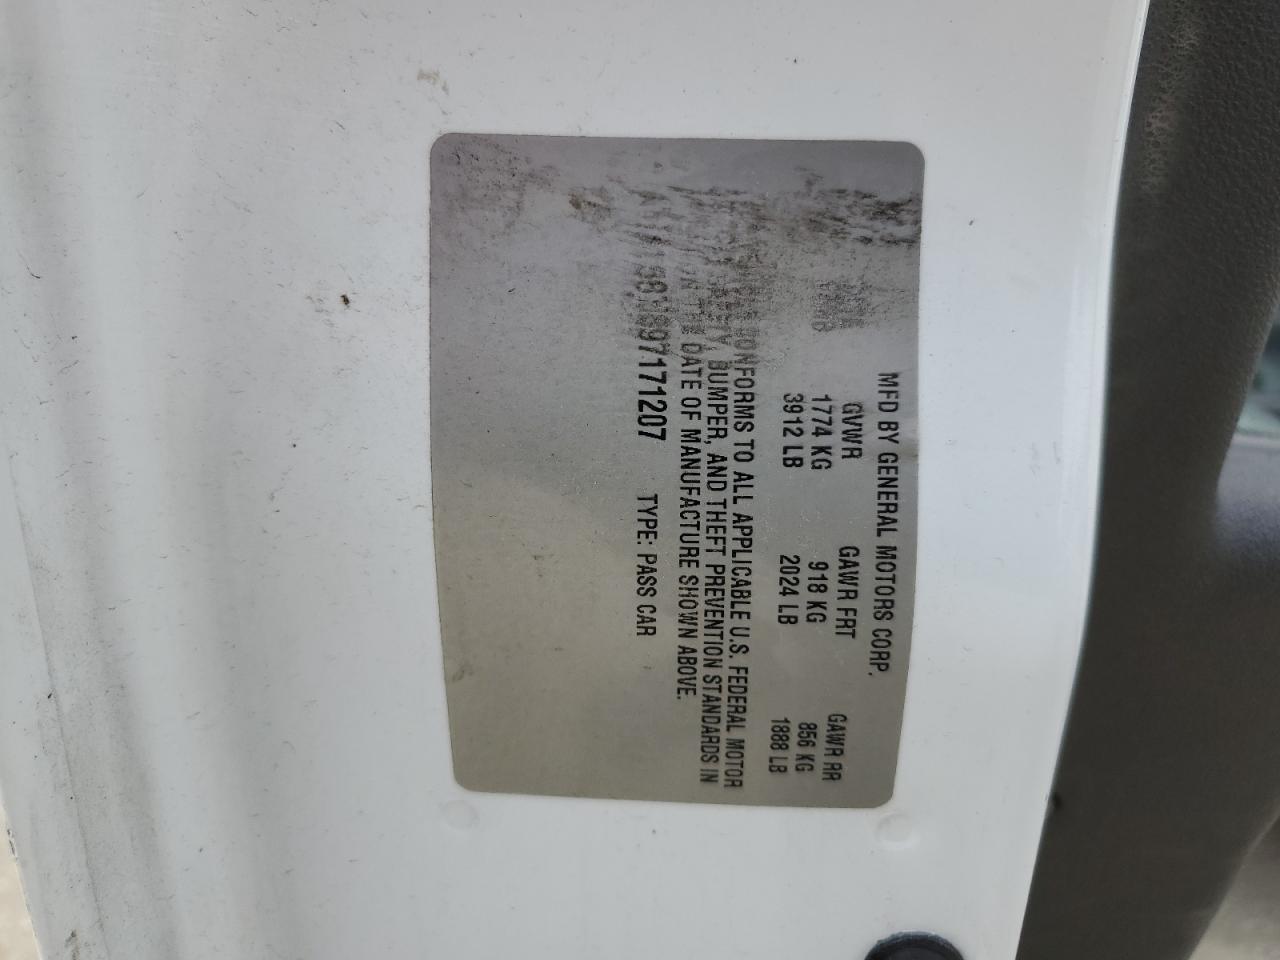 MFD BY GENERAL MOTORS CORP.
GVWR GAWR FRT GAWR RR
1774 KG 918 KG 856 KG
3912 LB 2024 LB 1888 LB
CONFORMS TO ALL APPLICABLE U.S. FEDERAL MOTOR
BUMPER, AND THEFT PREVENTION STANDARDS IN
DATE OF MANUFACTURE SHOWN ABOVE.
97171207 TYPE: PASS CAR